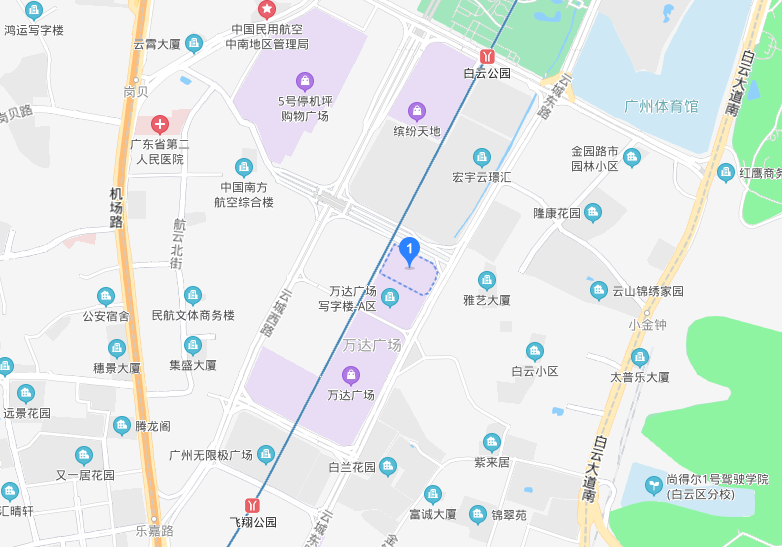 鸿运写字楼
云霄大厦
中国民用航空
中南地区管理局
岗贝
岗贝路
5号停机坪
购物广场
白云公园
缤纷天地
云城东路
白云大道南
广州体育馆
广东省第二
人民医院
中国南方
航空综合楼
宏宇云璟汇
金园路市
园林小区
红鹰商务
机场路
航云北街
隆康花园
1
万达广场
写字楼-A区
雅艺大厦
云山锦绣家园
公安宿舍
民航文体商务楼
云城西路
小金钟
万达广场
穗景大厦
集盛大厦
白云小区
太普乐大厦
万达广场
远景花园
腾龙阁
又一居花园
广州无限极广场
白兰花园
紫来居
白云大道南
尚得尔1号驾驶学院
(白云区分校)
汇晴轩
乐嘉路
飞翔公园
云城东
富诚大厦
锦翠苑
金